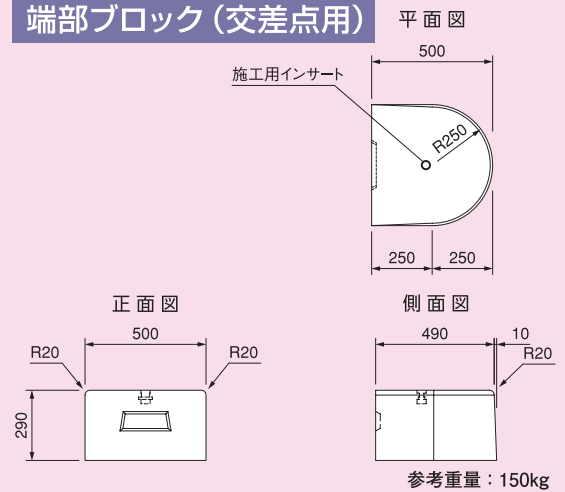 端部ブロック（交差点用）
平面図
500
施工用インサート
R250
250
250
正面図
500
R20
R20
290
側面図
490
10
R20
参考重量：150kg